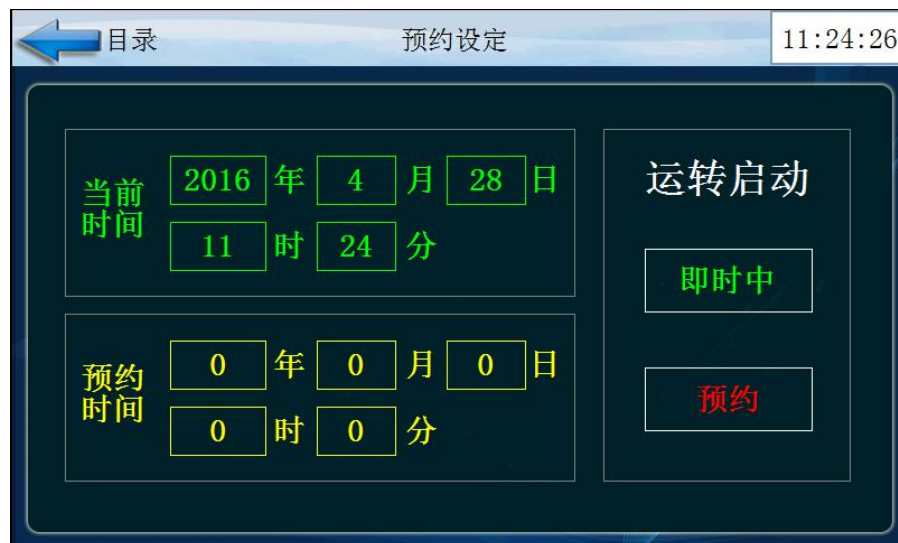 目录 预约设定 11:24:26
当前时间 2016 年 4 月 28 日
11 时 24 分
预约时间 0 年 0 月 0 日
0 时 0 分
运转启动
即时中
预约